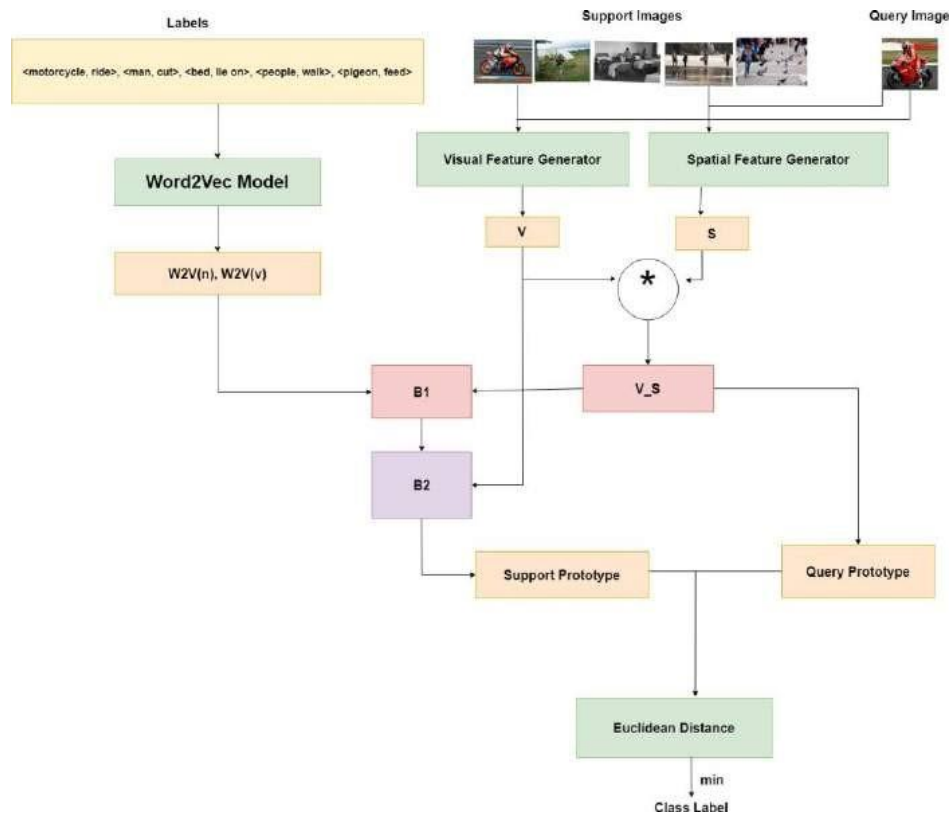 Labels
Support Images
Query Image
<motorcycle, ride>, <man, cut>, <bed, lie on>, <people, walk>, <pigeon, feed>
Visual Feature Generator
Spatial Feature Generator
Word2Vec Model
V
S
W2V(n), W2V(v)
*
B1
V_S
B2
Support Prototype
Query Prototype
Euclidean Distance
min
Class Label